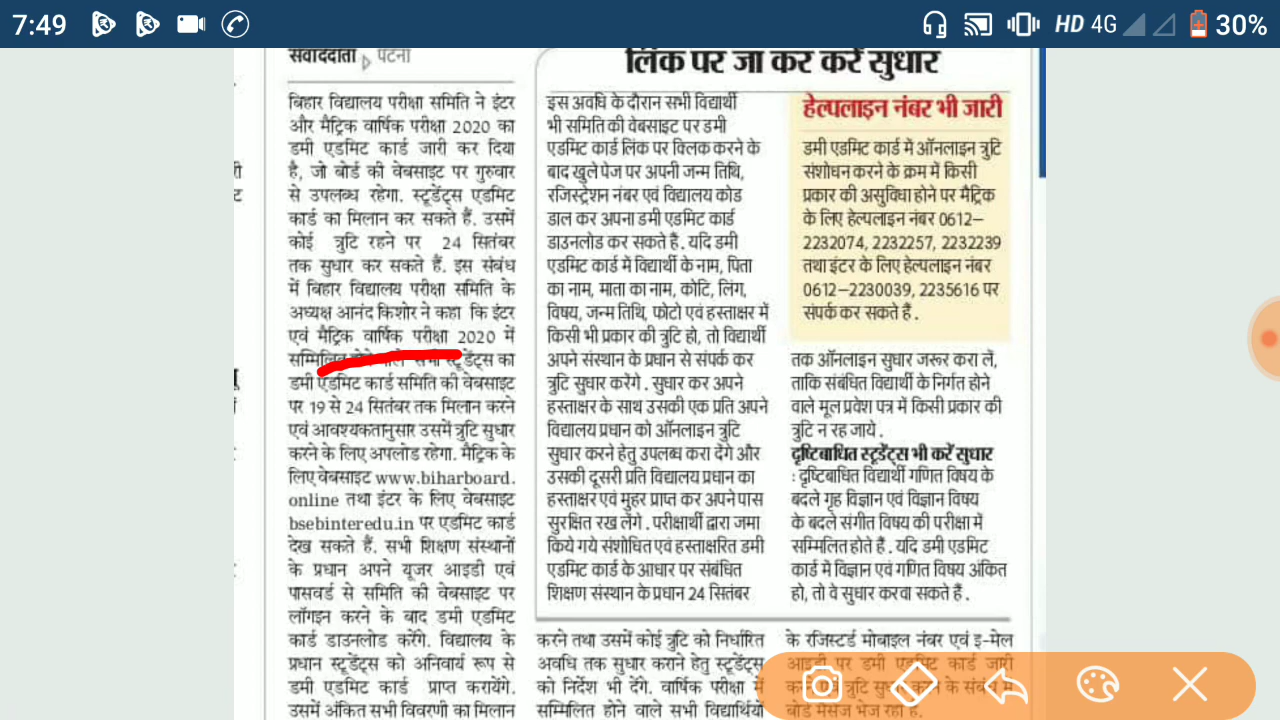 7:49
HD 4G 30%
संवाददाता ▷ पटना
बिहार विद्यालय परीक्षा समिति ने इंटर
और मैट्रिक वार्षिक परीक्षा 2020 का
डमी एडमिट कार्ड जारी कर दिया
है, जो बोर्ड की वेबसाइट पर गुरुवार
से उपलब्ध रहेगा. स्टूडेंट्स एडमिट
कार्ड का मिलान कर सकते हैं. उसमें
कोई त्रुटि रहने पर 24 सितंबर
तक सुधार कर सकते हैं. इस संबंध
में बिहार विद्यालय परीक्षा समिति के
अध्यक्ष आनंद किशोर ने कहा कि इंटर
एवं मैट्रिक वार्षिक परीक्षा 2020 में
सम्मिलित होने वाले सभी स्टूडेंट्स का
डमी एडमिट कार्ड समिति की वेबसाइट
पर 19 से 24 सितंबर तक मिलान करने
एवं आवश्यकतानुसार उसमें त्रुटि सुधार
करने के लिए अपलोड रहेगा. मैट्रिक के
लिए वेबसाइट www.biharboard.
online तथा इंटर के लिए वेबसाइट
bsebinteredu.in पर एडमिट कार्ड
देख सकते हैं. सभी शिक्षण संस्थानों
के प्रधान अपने यूजर आइडी एवं
पासवर्ड से समिति की वेबसाइट पर
लॉगइन करने के बाद डमी एडमिट
कार्ड डाउनलोड करेंगे. विद्यालय के
प्रधान स्टूडेंट्स को अनिवार्य रूप से
डमी एडमिट कार्ड प्राप्त करायेंगे.
उसमें अंकित सभी विवरणी का मिलान
लिंक पर जा कर करें सुधार
इस अवधि के दौरान सभी विद्यार्थी
भी समिति की वेबसाइट पर डमी
एडमिट कार्ड लिंक पर क्लिक करने के
बाद खुले पेज पर अपनी जन्म तिथि,
रजिस्ट्रेशन नंबर एवं विद्यालय कोड
डाल कर अपना डमी एडमिट कार्ड
डाउनलोड कर सकते हैं. यदि डमी
एडमिट कार्ड में विद्यार्थी के नाम, पिता
का नाम, माता का नाम, कोटि, लिंग,
विषय, जन्म तिथि, फोटो एवं हस्ताक्षर में
किसी भी प्रकार की त्रुटि हो, तो विद्यार्थी
अपने संस्थान के प्रधान से संपर्क कर
त्रुटि सुधार करेंगे. सुधार कर अपने
हस्ताक्षर के साथ उसकी एक प्रति अपने
विद्यालय प्रधान को ऑनलाइन त्रुटि
सुधार करने हेतु उपलब्ध करा देंगे और
उसकी दूसरी प्रति विद्यालय प्रधान का
हस्ताक्षर एवं मुहर प्राप्त कर अपने पास
सुरक्षित रख लेंगे. परीक्षार्थी द्वारा जमा
किये गये संशोधित एवं हस्ताक्षरित डमी
एडमिट कार्ड के आधार पर संबंधित
शिक्षण संस्थान के प्रधान 24 सितंबर
हेल्पलाइन नंबर भी जारी
डमी एडमिट कार्ड में ऑनलाइन त्रुटि
संशोधन करने के क्रम में किसी
प्रकार की असुविधा होने पर मैट्रिक
के लिए हेल्पलाइन नंबर 0612–
2232074, 2232257, 2232239
तथा इंटर के लिए हेल्पलाइन नंबर
0612–2230039, 2235616 पर
संपर्क कर सकते हैं.
तक ऑनलाइन सुधार जरूर करा लें,
ताकि संबंधित विद्यार्थी के निर्गत होने
वाले मूल प्रवेश पत्र में किसी प्रकार की
त्रुटि न रह जाये.
दृष्टिबाधित स्टूडेंट्स भी करें सुधार
: दृष्टिबाधित विद्यार्थी गणित विषय के
बदले गृह विज्ञान एवं विज्ञान विषय
के बदले संगीत विषय की परीक्षा में
सम्मिलित होते हैं. यदि डमी एडमिट
कार्ड में विज्ञान एवं गणित विषय अंकित
हो, तो वे सुधार करवा सकते हैं.
करने तथा उसमें कोई त्रुटि को निर्धारित
अवधि तक सुधार कराने हेतु स्टूडेंट्स
को निर्देश भी देंगे. वार्षिक परीक्षा में
सम्मिलित होने वाले सभी विद्यार्थियों
के रजिस्टर्ड मोबाइल नंबर एवं इ-मेल
आइडी पर डमी एडमिट कार्ड जारी
करने एवं त्रुटि सुधार करने के संबंध में
बोर्ड मैसेज भेज रहा है.